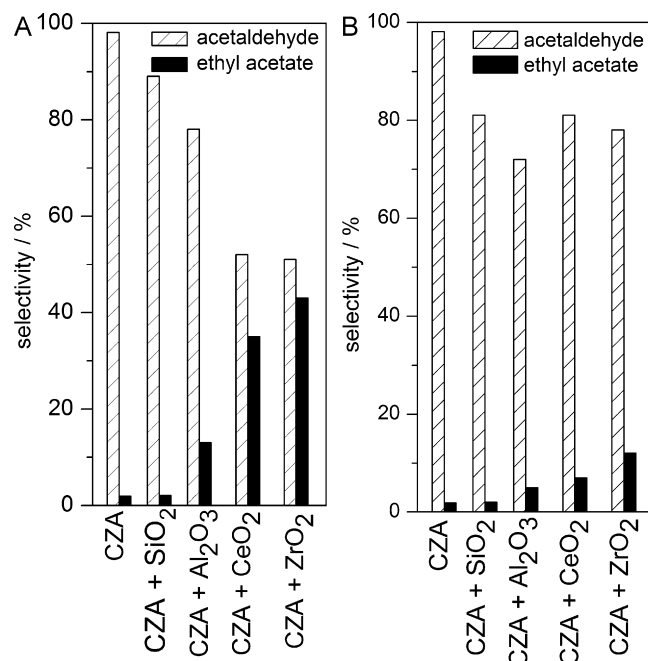 A
acetaldehyde
ethyl acetate
selectivity / %
100
80
60
40
20
0
CZA
CZA + SiO2
CZA + Al2O3
CZA + CeO2
CZA + ZrO2
B
acetaldehyde
ethyl acetate
selectivity / %
100
80
60
40
20
0
CZA
CZA + SiO2
CZA + Al2O3
CZA + CeO2
CZA + ZrO2